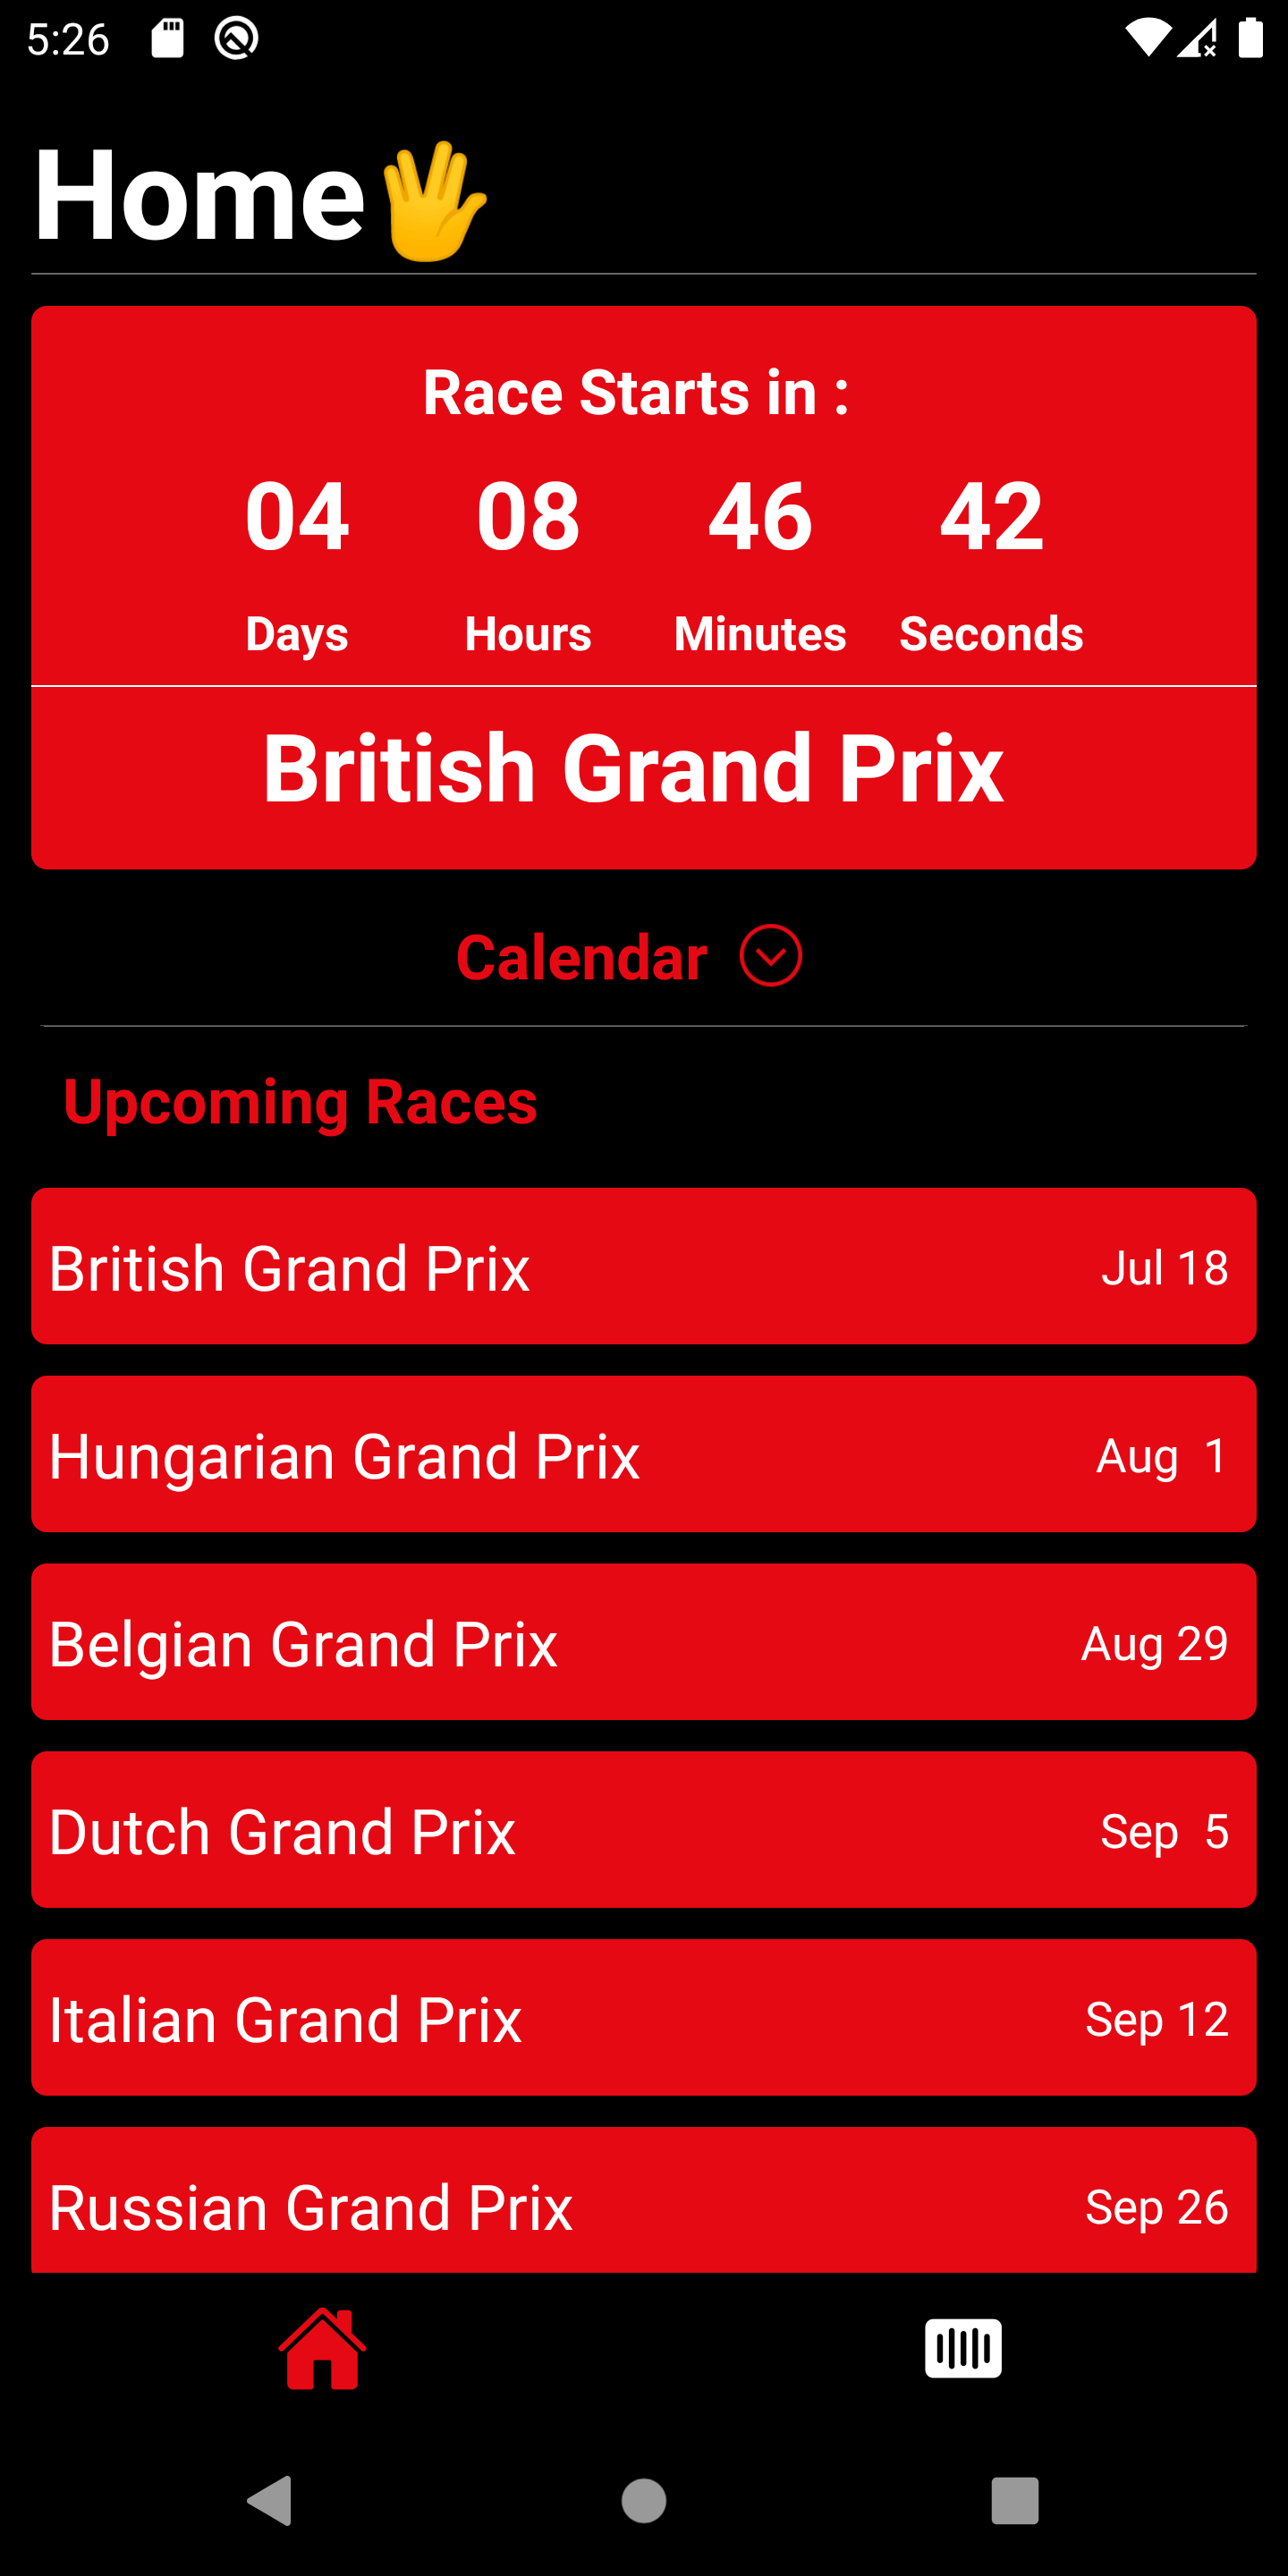 5:26
Home🖖
Race Starts in :
04 08 46 42
Days Hours Minutes Seconds
British Grand Prix
Calendar
Upcoming Races
British Grand Prix Jul 18
Hungarian Grand Prix Aug  1
Belgian Grand Prix Aug 29
Dutch Grand Prix Sep  5
Italian Grand Prix Sep 12
Russian Grand Prix Sep 26